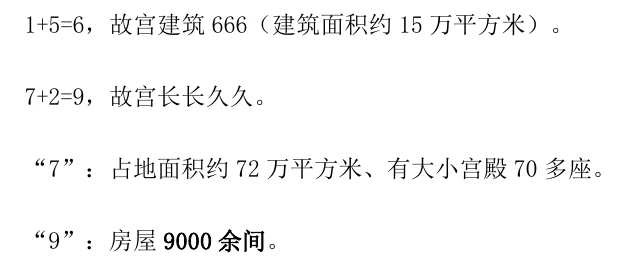 1+5=6，故宫建筑 666（建筑面积约 15 万平方米）。
7+2=9，故宫长长久久。
“7”：占地面积约 72 万平方米、有大小宫殿 70 多座。
“9”：房屋 9000 余间。